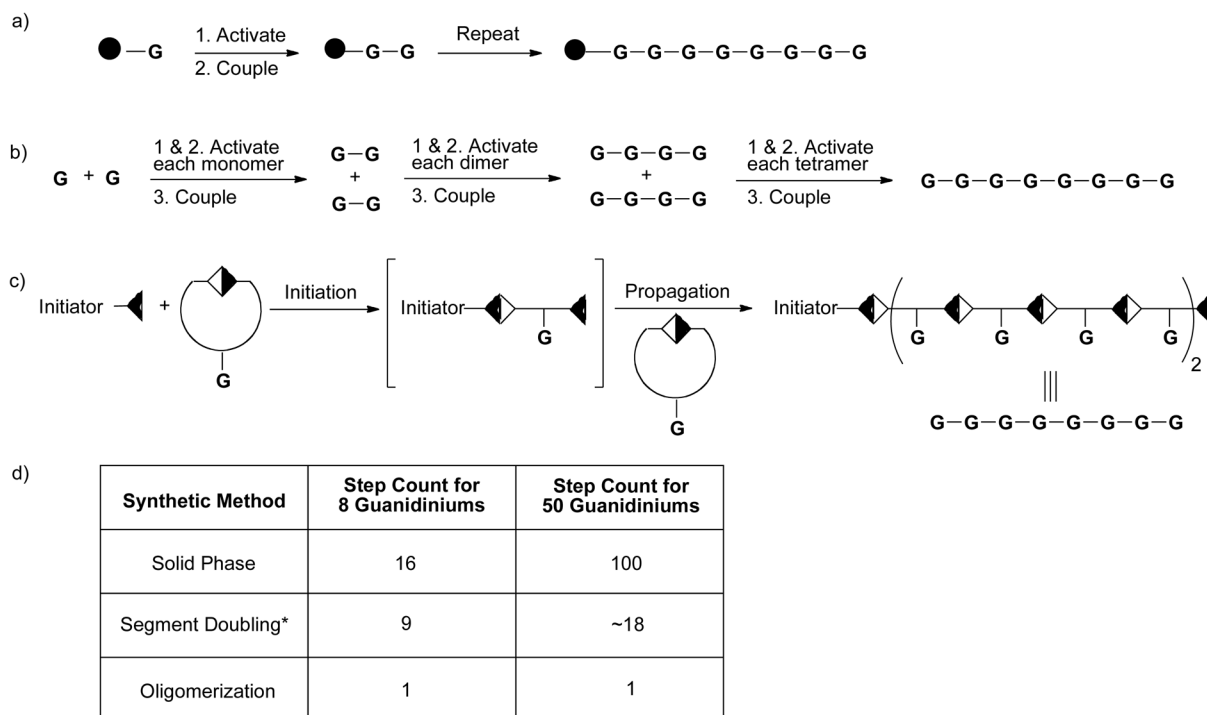 a)
G
1. Activate
2. Couple
G–G
Repeat
G–G–G–G–G–G–G–G
b)
G + G
1 & 2. Activate
each monomer
3. Couple
G–G
+
G–G
1 & 2. Activate
each dimer
3. Couple
G–G–G–G
+
G–G–G–G
1 & 2. Activate
each tetramer
3. Couple
G–G–G–G–G–G–G–G
c)
Initiator
+
G
Initiation
Initiator
G
Propagation
G
Initiator
G G G G
2
G–G–G–G–G–G–G–G
d)
Synthetic Method
Step Count for
8 Guanidiniums
Step Count for
50 Guanidiniums
Solid Phase 16 100
Segment Doubling* 9 ~18
Oligomerization 1 1